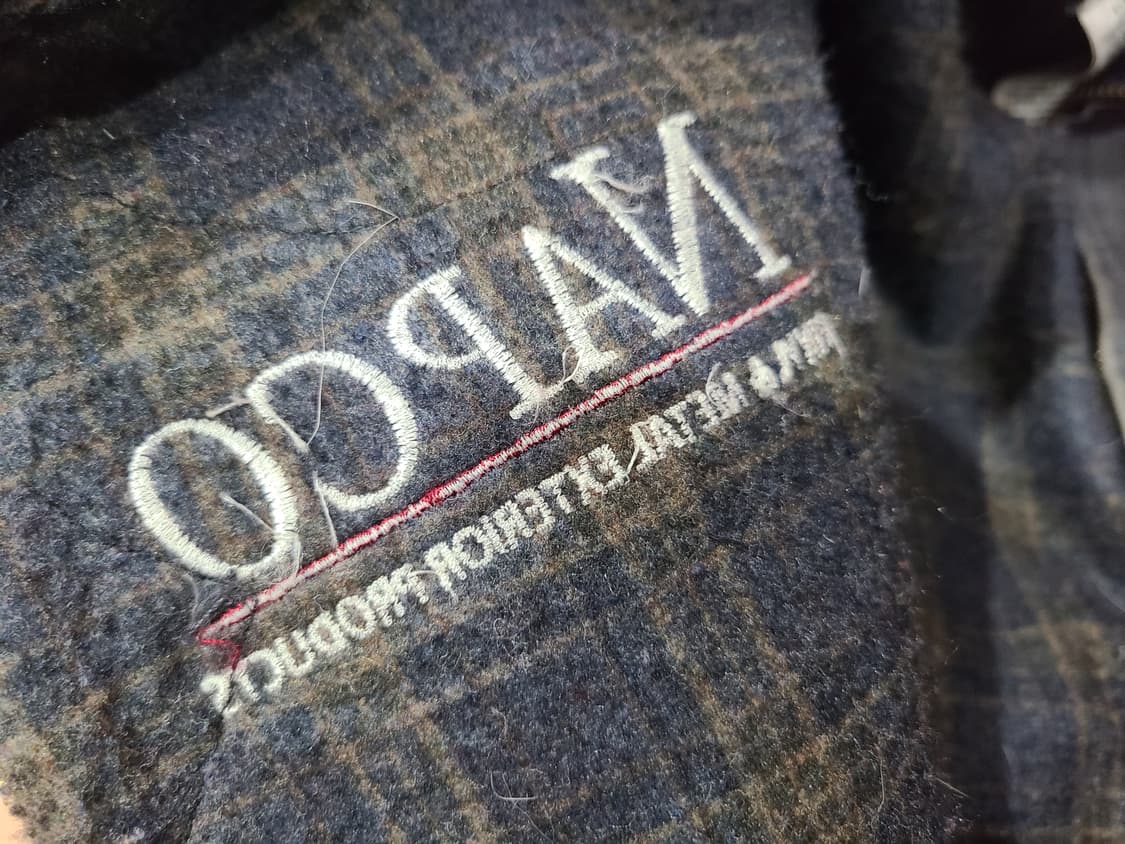 NAPCO
& METAL EXTERIOR PRODUCTS